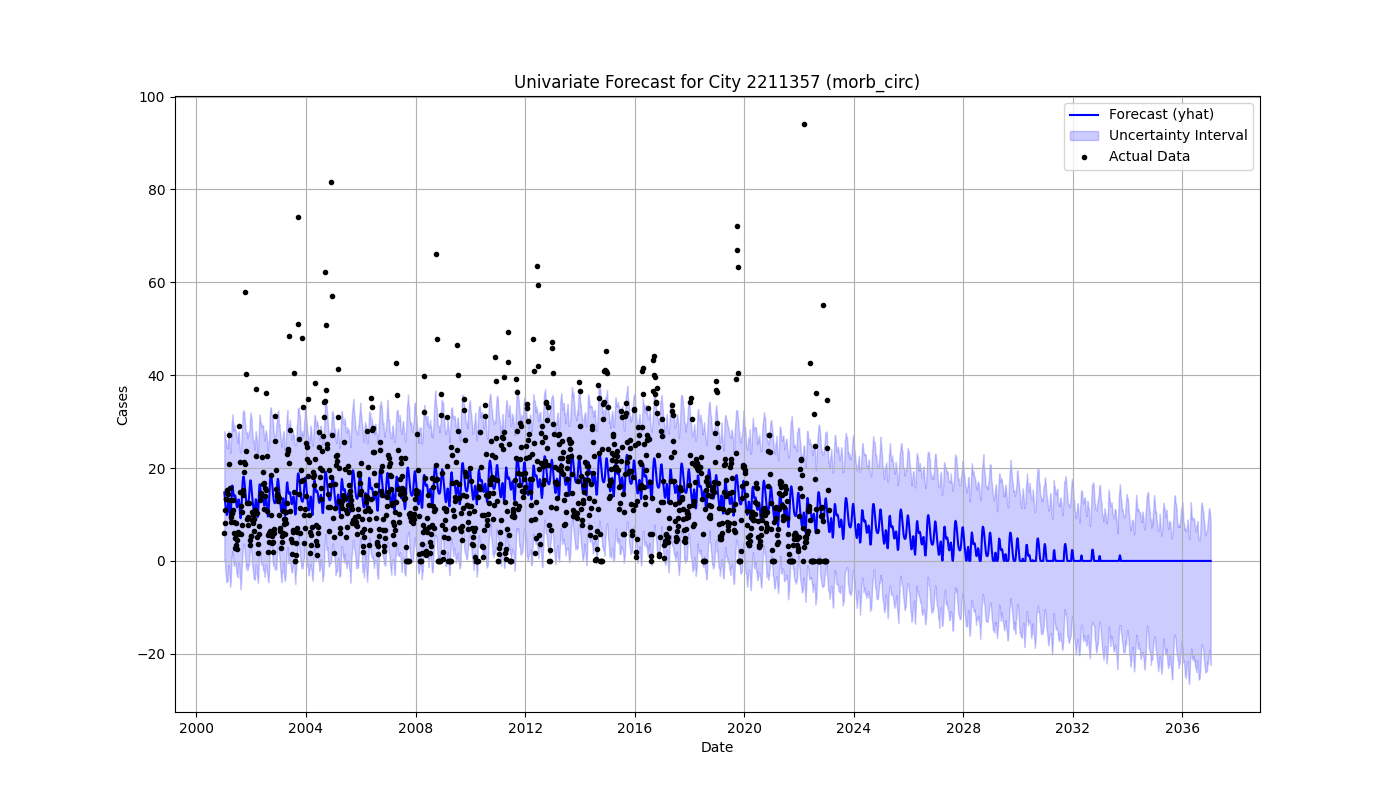 Univariate Forecast for City 2211357 (morb_circ)
Forecast (yhat)
Uncertainty Interval
Actual Data
Cases
100
80
60
40
20
0
−20
2000 2004 2008 2012 2016 2020 2024 2028 2032 2036
Date